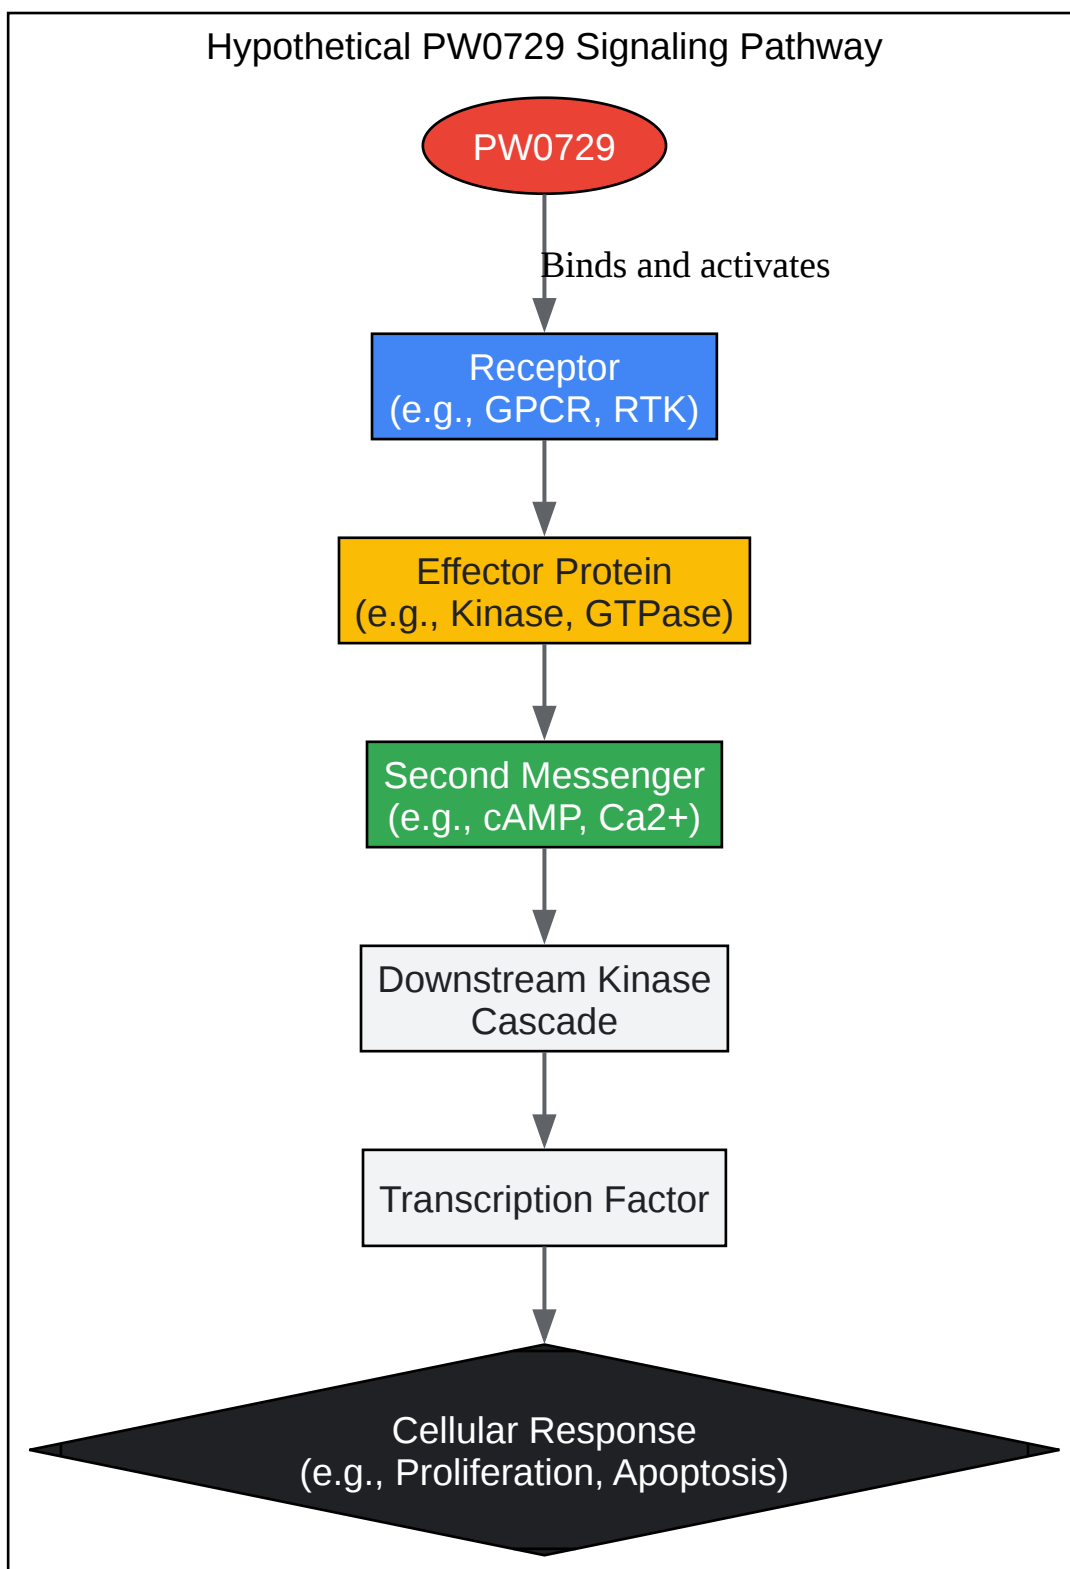 Hypothetical PW0729 Signaling Pathway
PW0729
Binds and activates
Receptor
(e.g., GPCR, RTK)
Effector Protein
(e.g., Kinase, GTPase)
Second Messenger
(e.g., cAMP, Ca2+)
Downstream Kinase
Cascade
Transcription Factor
Cellular Response
(e.g., Proliferation, Apoptosis)